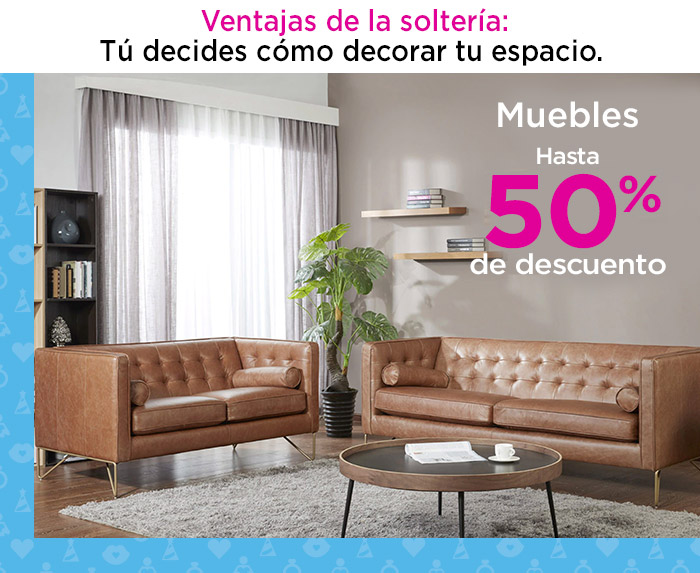 Ventajas de la soltería:
Tú decides cómo decorar tu espacio.
Muebles
Hasta
50%
de descuento